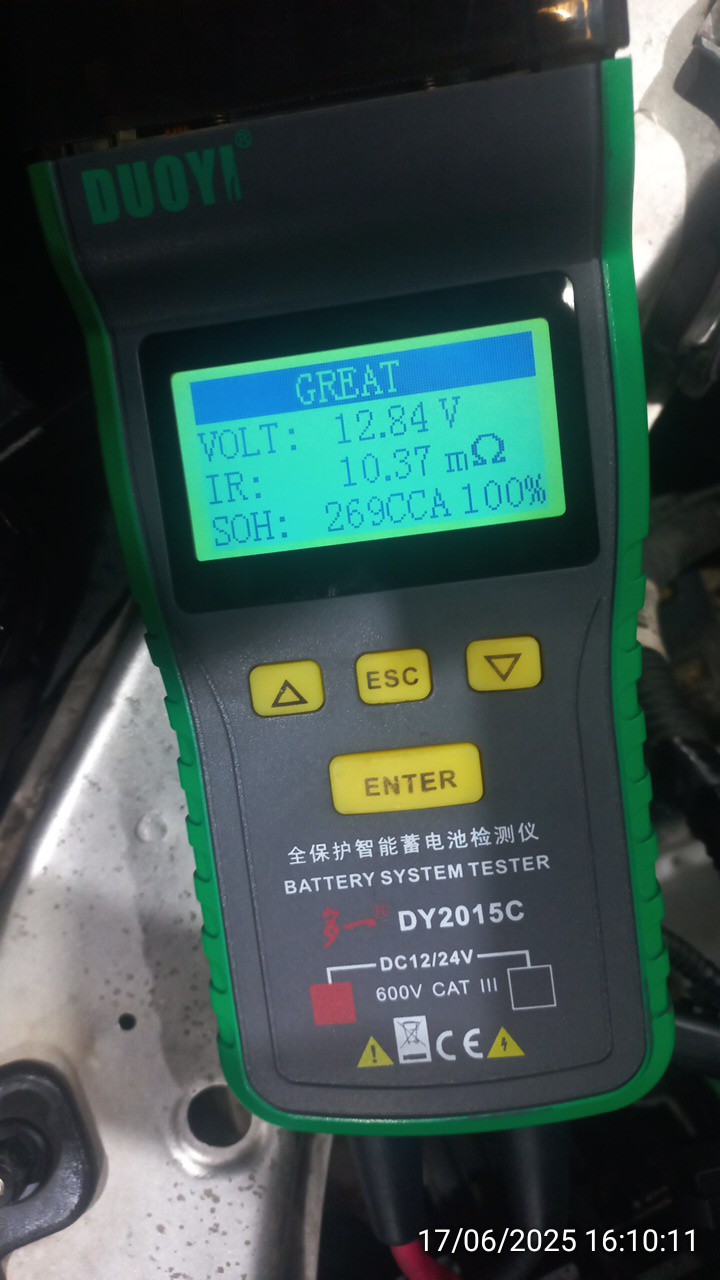 DUOYI®
GREAT
VOLT: 12.84 V
IR: 10.37 mΩ
SOH: 269CCA 100%
ESC
ENTER
全保护智能蓄电池检测仪
BATTERY SYSTEM TESTER
多一® DY2015C
DC12/24V
600V CAT III
CE
17/06/2025 16:10:11